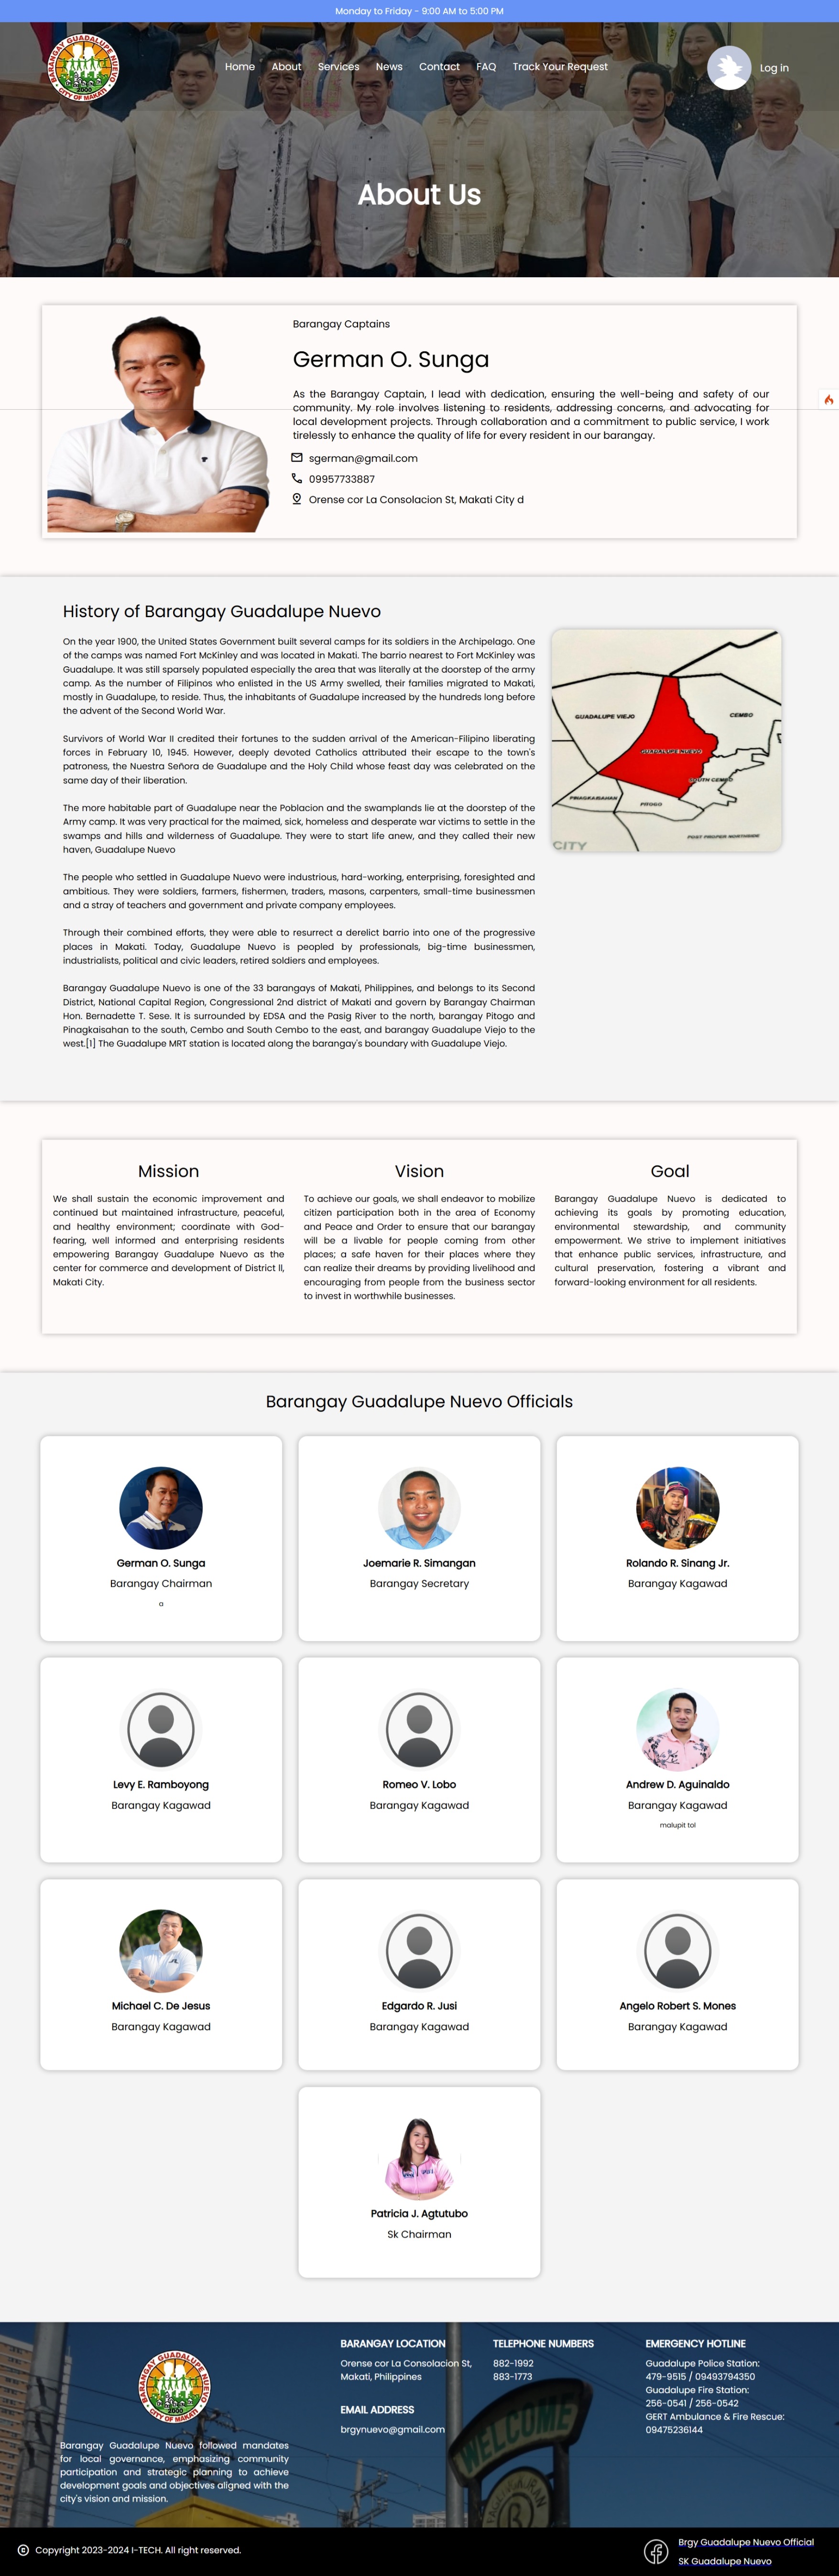 Monday to Friday - 9:00 AM to 5:00 PM
BARANGAY GUADALUPE NUEVO
2000
CITY OF MAKATI
Home About Services News Contact FAQ Track Your Request
Log in
About Us
Barangay Captains
German O. Sunga
As the Barangay Captain, I lead with dedication, ensuring the well-being and safety of our
community. My role involves listening to residents, addressing concerns, and advocating for
local development projects. Through collaboration and a commitment to public service, I work
tirelessly to enhance the quality of life for every resident in our barangay.
sgerman@gmail.com
09957733887
Orense cor La Consolacion St, Makati City d
History of Barangay Guadalupe Nuevo
On the year 1900, the United States Government built several camps for its soldiers in the Archipelago. One
of the camps was named Fort McKinley and was located in Makati. The barrio nearest to Fort McKinley was
Guadalupe. It was still sparsely populated especially the area that was literally at the doorstep of the army
camp. As the number of Filipinos who enlisted in the US Army swelled, their families migrated to Makati,
mostly in Guadalupe, to reside. Thus, the inhabitants of Guadalupe increased by the hundreds long before
the advent of the Second World War.
Survivors of World War II credited their fortunes to the sudden arrival of the American-Filipino liberating
forces in February 10, 1945. However, deeply devoted Catholics attributed their escape to the town's
patroness, the Nuestra Señora de Guadalupe and the Holy Child whose feast day was celebrated on the
same day of their liberation.
The more habitable part of Guadalupe near the Poblacion and the swamplands lie at the doorstep of the
Army camp. It was very practical for the maimed, sick, homeless and desperate war victims to settle in the
swamps and hills and wilderness of Guadalupe. They were to start life anew, and they called their new
haven, Guadalupe Nuevo
The people who settled in Guadalupe Nuevo were industrious, hard-working, enterprising, foresighted and
ambitious. They were soldiers, farmers, fishermen, traders, masons, carpenters, small-time businessmen
and a stray of teachers and government and private company employees.
Through their combined efforts, they were able to resurrect a derelict barrio into one of the progressive
places in Makati. Today, Guadalupe Nuevo is peopled by professionals, big-time businessmen,
industrialists, political and civic leaders, retired soldiers and employees.
Barangay Guadalupe Nuevo is one of the 33 barangays of Makati, Philippines, and belongs to its Second
District, National Capital Region, Congressional 2nd district of Makati and govern by Barangay Chairman
Hon. Bernadette T. Sese. It is surrounded by EDSA and the Pasig River to the north, barangay Pitogo and
Pinagkaisahan to the south, Cembo and South Cembo to the east, and barangay Guadalupe Viejo to the
west.[1] The Guadalupe MRT station is located along the barangay's boundary with Guadalupe Viejo.
GUADALUPE VIEJO
CEMBO
GUADALUPE NUEVO
SOUTH CEMBO
PINAGKAISAHAN
PITOGO
POST PROPER NORTHSIDE
CITY
Mission
We shall sustain the economic improvement and
continued but maintained infrastructure, peaceful,
and healthy environment; coordinate with God-
fearing, well informed and enterprising residents
empowering Barangay Guadalupe Nuevo as the
center for commerce and development of District II,
Makati City.
Vision
To achieve our goals, we shall endeavor to mobilize
citizen participation both in the area of Economy
and Peace and Order to ensure that our barangay
will be a livable for people coming from other
places; a safe haven for their places where they
can realize their dreams by providing livelihood and
encouraging from people from the business sector
to invest in worthwhile businesses.
Goal
Barangay Guadalupe Nuevo is dedicated to
achieving its goals by promoting education,
environmental stewardship, and community
empowerment. We strive to implement initiatives
that enhance public services, infrastructure, and
cultural preservation, fostering a vibrant and
forward-looking environment for all residents.
Barangay Guadalupe Nuevo Officials
German O. Sunga
Barangay Chairman
a
Joemarie R. Simangan
Barangay Secretary
Rolando R. Sinang Jr.
Barangay Kagawad
Levy E. Ramboyong
Barangay Kagawad
Romeo V. Lobo
Barangay Kagawad
Andrew D. Aguinaldo
Barangay Kagawad
malupit tol
Michael C. De Jesus
Barangay Kagawad
Edgardo R. Jusi
Barangay Kagawad
Angelo Robert S. Mones
Barangay Kagawad
Patricia J. Agtutubo
Sk Chairman
BARANGAY GUADALUPE NUEVO
2000
CITY OF MAKATI
Barangay Guadalupe Nuevo followed mandates
for local governance, emphasizing community
participation and strategic planning to achieve
development goals and objectives aligned with the
city's vision and mission.
BARANGAY LOCATION
Orense cor La Consolacion St,
Makati, Philippines
EMAIL ADDRESS
brgynuevo@gmail.com
TELEPHONE NUMBERS
882-1992
883-1773
EMERGENCY HOTLINE
Guadalupe Police Station:
479-9515 / 09493794350
Guadalupe Fire Station:
256-0541 / 256-0542
GERT Ambulance & Fire Rescue:
09475236144
Copyright 2023-2024 I-TECH. All right reserved.
Brgy Guadalupe Nuevo Official
SK Guadalupe Nuevo